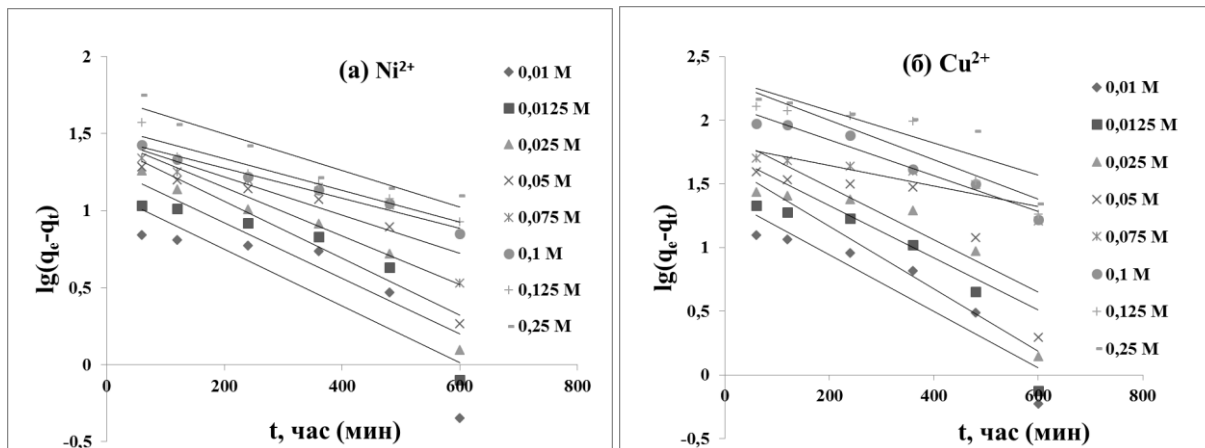 (а) Ni²⁺
lg(qₑ-qₜ)
2
1,5
1
0,5
0
-0,5
0
200
400
600
800
t, час (мин)
0,01 М
0,0125 М
0,025 М
0,05 М
0,075 М
0,1 М
0,125 М
0,25 М
(б) Cu²⁺
lg(qₑ-qₜ)
2,5
2
1,5
1
0,5
0
-0,5
0
200
400
600
800
t, час (мин)
0,01 М
0,0125 М
0,025 М
0,05 М
0,075 М
0,1 М
0,125 М
0,25 М